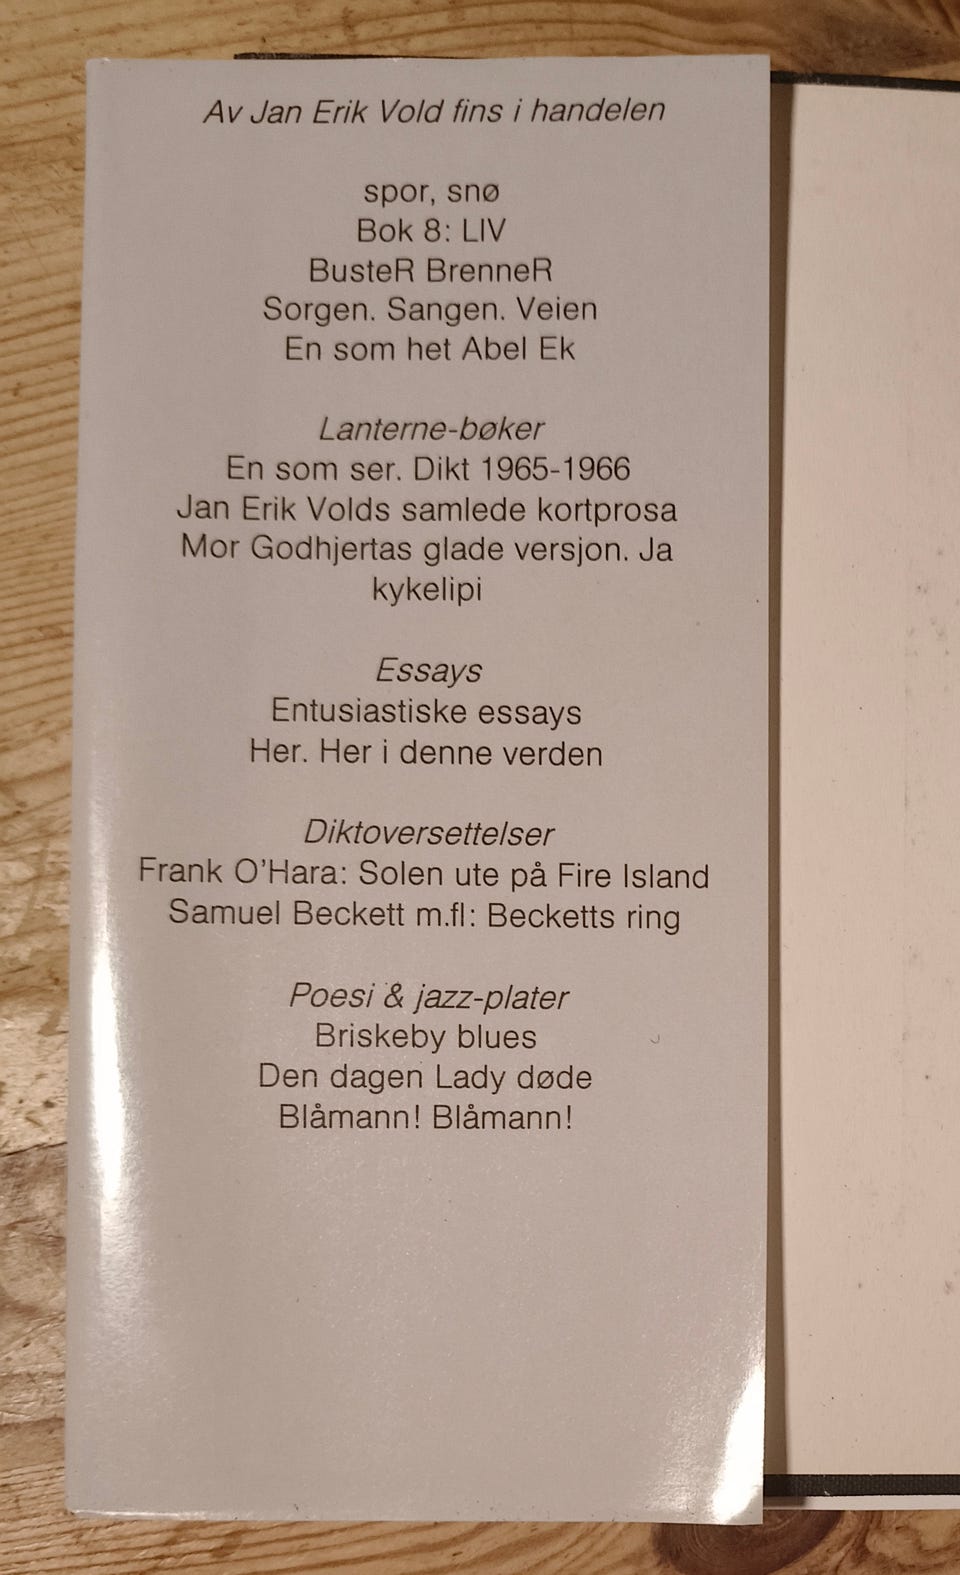 Av Jan Erik Vold fins i handelen
spor, snø
Bok 8: LIV
BusteR BrenneR
Sorgen. Sangen. Veien
En som het Abel Ek
Lanterne-bøker
En som ser. Dikt 1965-1966
Jan Erik Volds samlede kortprosa
Mor Godhjertas glade versjon. Ja
kykelipi
Essays
Entusiastiske essays
Her. Her i denne verden
Diktoversettelser
Frank O'Hara: Solen ute på Fire Island
Samuel Beckett m.fl: Becketts ring
Poesi & jazz-plater
Briskeby blues
Den dagen Lady døde
Blåmann! Blåmann!